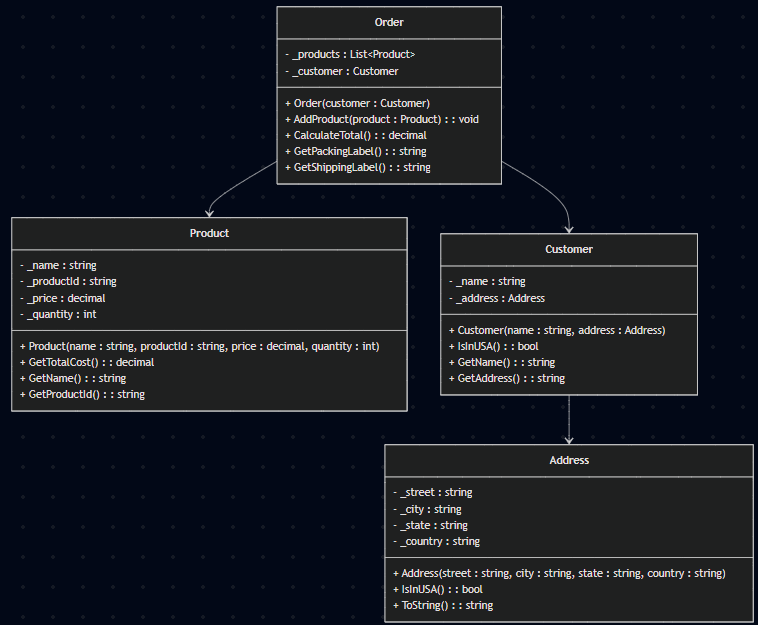 Order
- _products : List<Product>
- _customer : Customer
+ Order(customer : Customer)
+ AddProduct(product : Product) : : void
+ CalculateTotal() : : decimal
+ GetPackingLabel() : : string
+ GetShippingLabel() : : string
Product
- _name : string
- _productId : string
- _price : decimal
- _quantity : int
+ Product(name : string, productId : string, price : decimal, quantity : int)
+ GetTotalCost() : : decimal
+ GetName() : : string
+ GetProductId() : : string
Customer
- _name : string
- _address : Address
+ Customer(name : string, address : Address)
+ IsInUSA() : : bool
+ GetName() : : string
+ GetAddress() : : string
Address
- _street : string
- _city : string
- _state : string
- _country : string
+ Address(street : string, city : string, state : string, country : string)
+ IsInUSA() : : bool
+ ToString() : : string